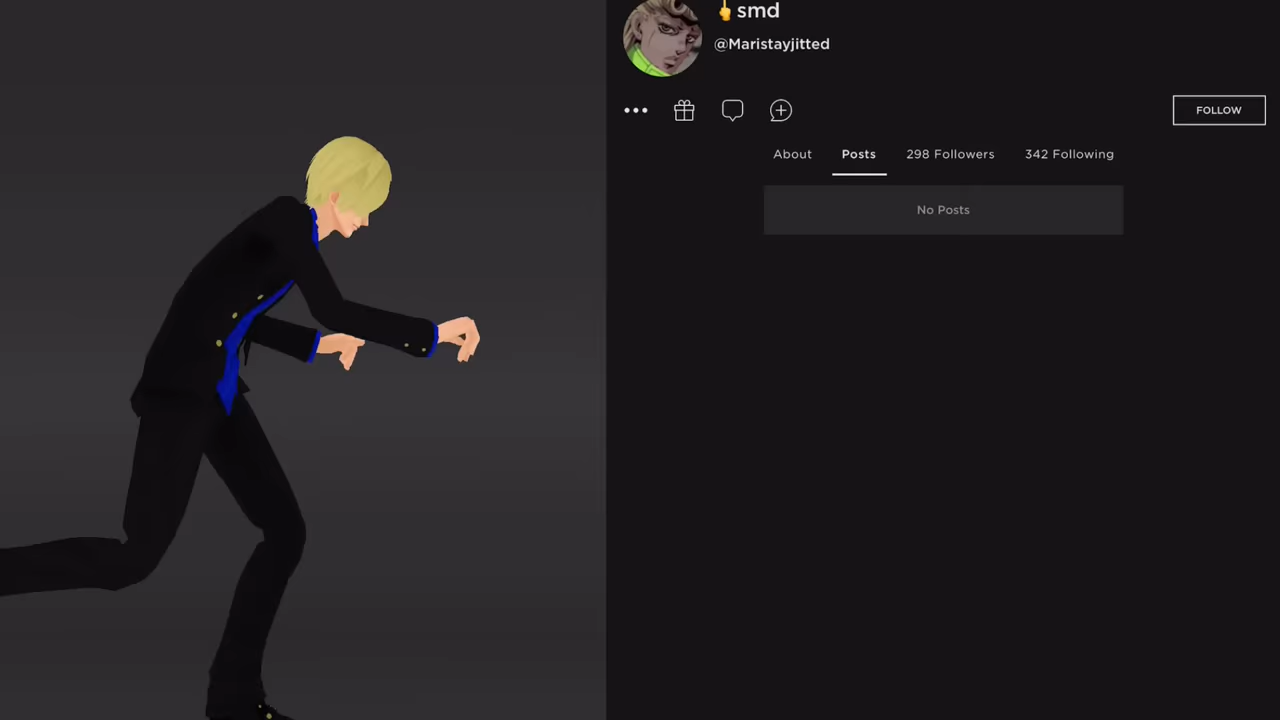 🖕smd
@Maristayjitted
FOLLOW
About Posts 298 Followers 342 Following
No Posts